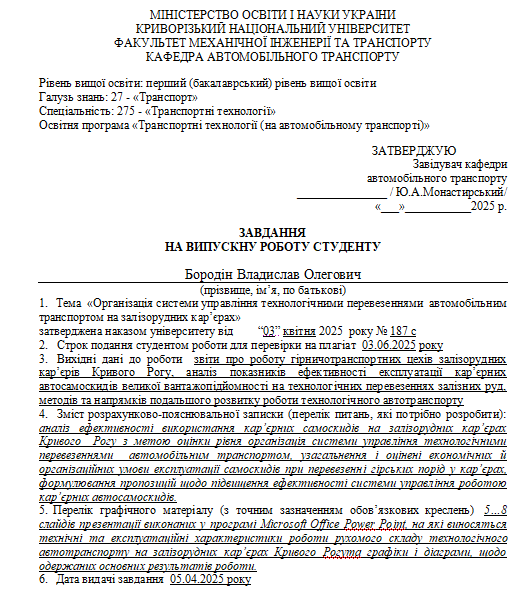 МІНІСТЕРСТВО ОСВІТИ І НАУКИ УКРАЇНИ
КРИВОРІЗЬКИЙ НАЦІОНАЛЬНИЙ УНІВЕРСІТЕТ
ФАКУЛЬТЕТ МЕХАНІЧНОЇ ІНЖЕНЕРІЇ ТА ТРАНСПОРТУ
КАФЕДРА АВТОМОБІЛЬНОГО ТРАНСПОРТУ
Рівень вищої освіти: перший (бакалаврський) рівень вищої освіти
Галузь знань: 27 - «Транспорт»
Спеціальність: 275 - «Транспортні технології»
Освітня програма «Транспортні технології (на автомобільному транспорті)»
ЗАТВЕРДЖУЮ
Завідувач кафедри
автомобільного транспорту
_______________ / Ю.А.Монастирський/
«___»___________2025 р.
ЗАВДАННЯ
НА ВИПУСКНУ РОБОТУ СТУДЕНТУ
Бородін Владислав Олегович
(прізвище, ім’я, по батькові)
1. Тема «Організація системи управління технологічними перевезеннями автомобільним
транспортом на залізорудних кар’єрах»
затверджена наказом університету від “03” квітня 2025 року № 187 с
2. Строк подання студентом роботи для перевірки на плагіат 03.06.2025 року
3. Вихідні дані до роботи звіти про роботу гірничотранспортних цехів залізорудних
кар’єрів Кривого Рогу, аналіз показників ефективності експлуатації кар’єрних
автосамоскидів великої вантажопідйомності на технологічних перевезеннях залізних руд,
методів та напрямків подальшого розвитку роботи технологічного автотранспорту
4. Зміст розрахунково-пояснювальної записки (перелік питань, які потрібно розробити):
аналіз ефективності використання кар’єрних самоскидів на залізорудних кар’єрах
Кривого Рогу з метою оцінки рівня організація системи управління технологічними
перевезеннями автомобільним транспортом, узагальнення і оцінені економічних й
організаційних умови експлуатації самоскидів при перевезенні гірських порід у кар’єрах,
формулювання пропозицій щодо підвищення ефективності системи управління роботою
кар’єрних автосамоскидів.
5. Перелік графічного матеріалу (з точним зазначенням обов’язкових креслень) 5…8
слайдів презентації виконаних у програмі Microsoft Office Power Point, на які виносяться
технічні та експлуатаційні характеристики роботи рухомого складу технологічного
автотранспорту на залізорудних кар’єрах Кривого Рогута графіки і діаграми, щодо
одержаних основних результатів роботи.
6. Дата видачі завдання 05.04.2025 року